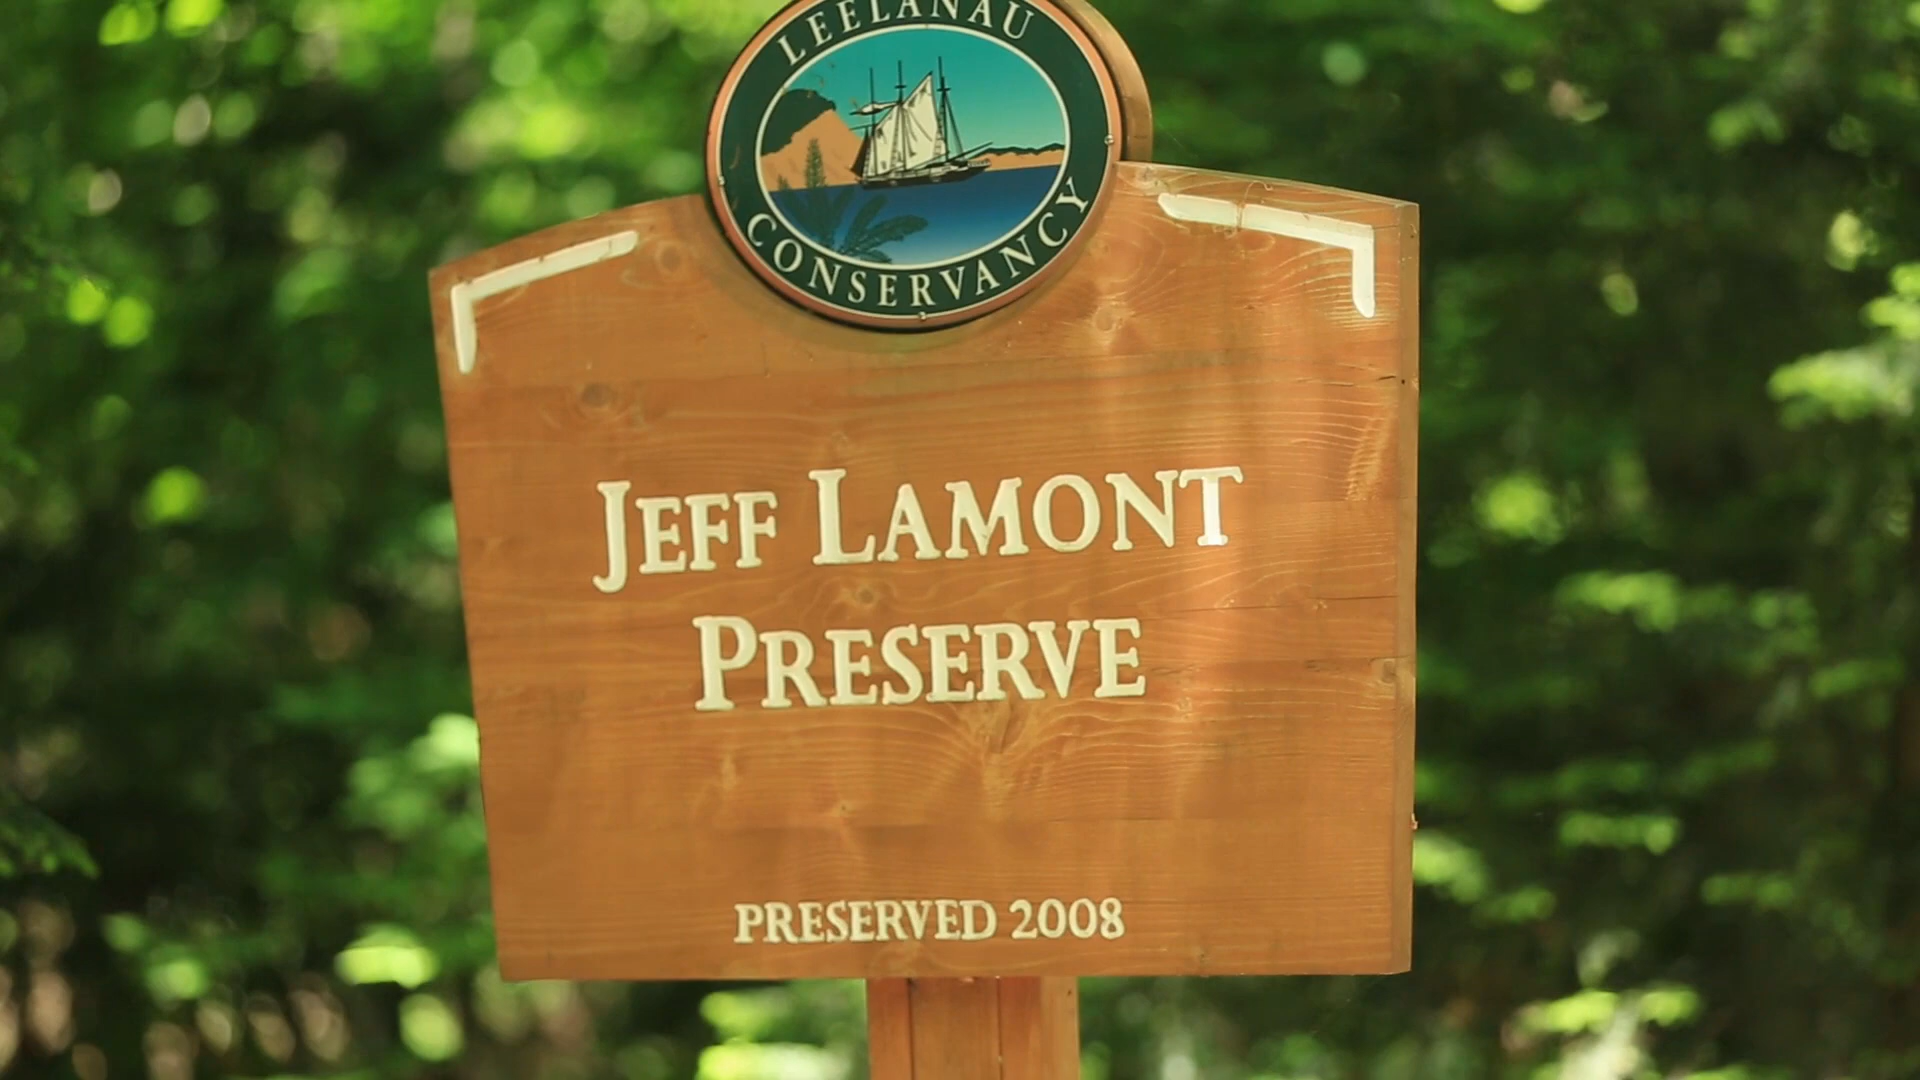 LEELANAU
CONSERVANCY
JEFF LAMONT
PRESERVE
PRESERVED 2008